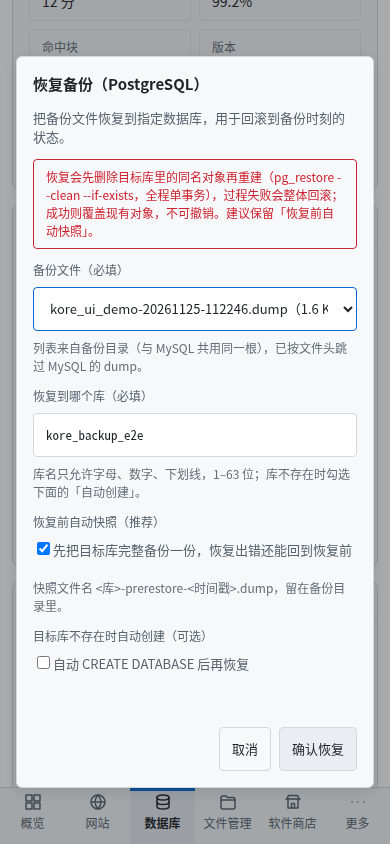 12 分
99.2%
命中块
版本
恢复备份（PostgreSQL）
把备份文件恢复到指定数据库，用于回滚到备份时刻的
状态。
恢复会先删除目标库里的同名对象再重建（pg_restore -
-clean --if-exists，全程单事务），过程失败会整体回滚；
成功则覆盖现有对象，不可撤销。建议保留「恢复前自
动快照」。
备份文件（必填）
kore_ui_demo-20261125-112246.dump（1.6 K
列表来自备份目录（与 MySQL 共用同一根），已按文件头跳
过 MySQL 的 dump。
恢复到哪个库（必填）
kore_backup_e2e
库名只允许字母、数字、下划线，1–63 位；库不存在时勾选
下面的「自动创建」。
恢复前自动快照（推荐）
先把目标库完整备份一份，恢复出错还能回到恢复前
快照文件名 <库>-prerestore-<时间戳>.dump，留在备份目
录里。
目标库不存在时自动创建（可选）
自动 CREATE DATABASE 后再恢复
取消
确认恢复
概览
网站
数据库
文件管理
软件商店
更多